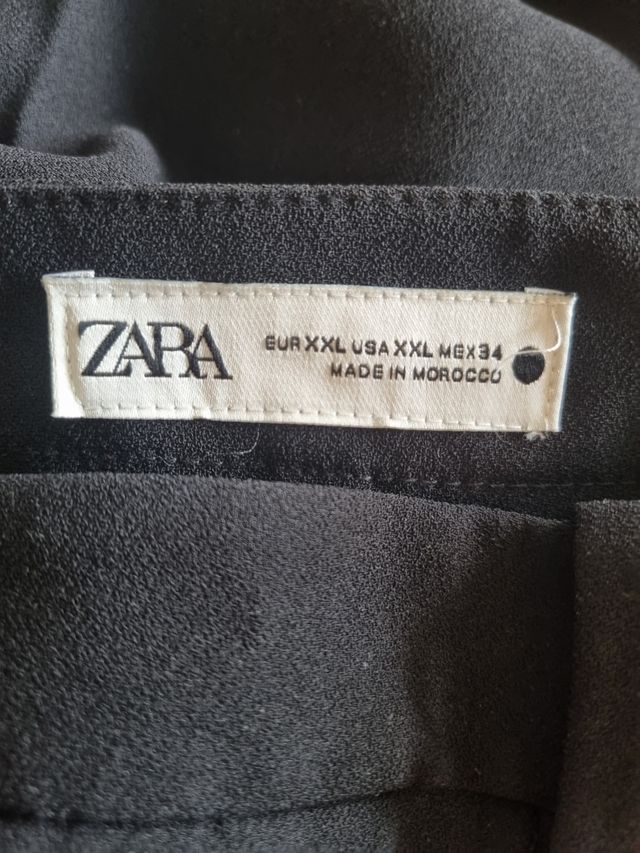 ZARA
EUR XXL USA XXL MEX 34
MADE IN MOROCCO